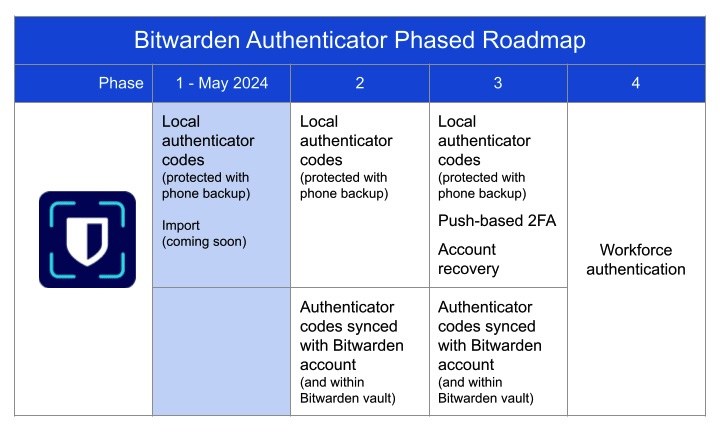 Bitwarden Authenticator Phased Roadmap
Phase
1 - May 2024
2
3
4
Local
authenticator
codes
(protected with
phone backup)
Import
(coming soon)
Local
authenticator
codes
(protected with
phone backup)
Local
authenticator
codes
(protected with
phone backup)
Push-based 2FA
Account
recovery
Workforce
authentication
Authenticator
codes synced
with Bitwarden
account
(and within
Bitwarden vault)
Authenticator
codes synced
with Bitwarden
account
(and within
Bitwarden vault)